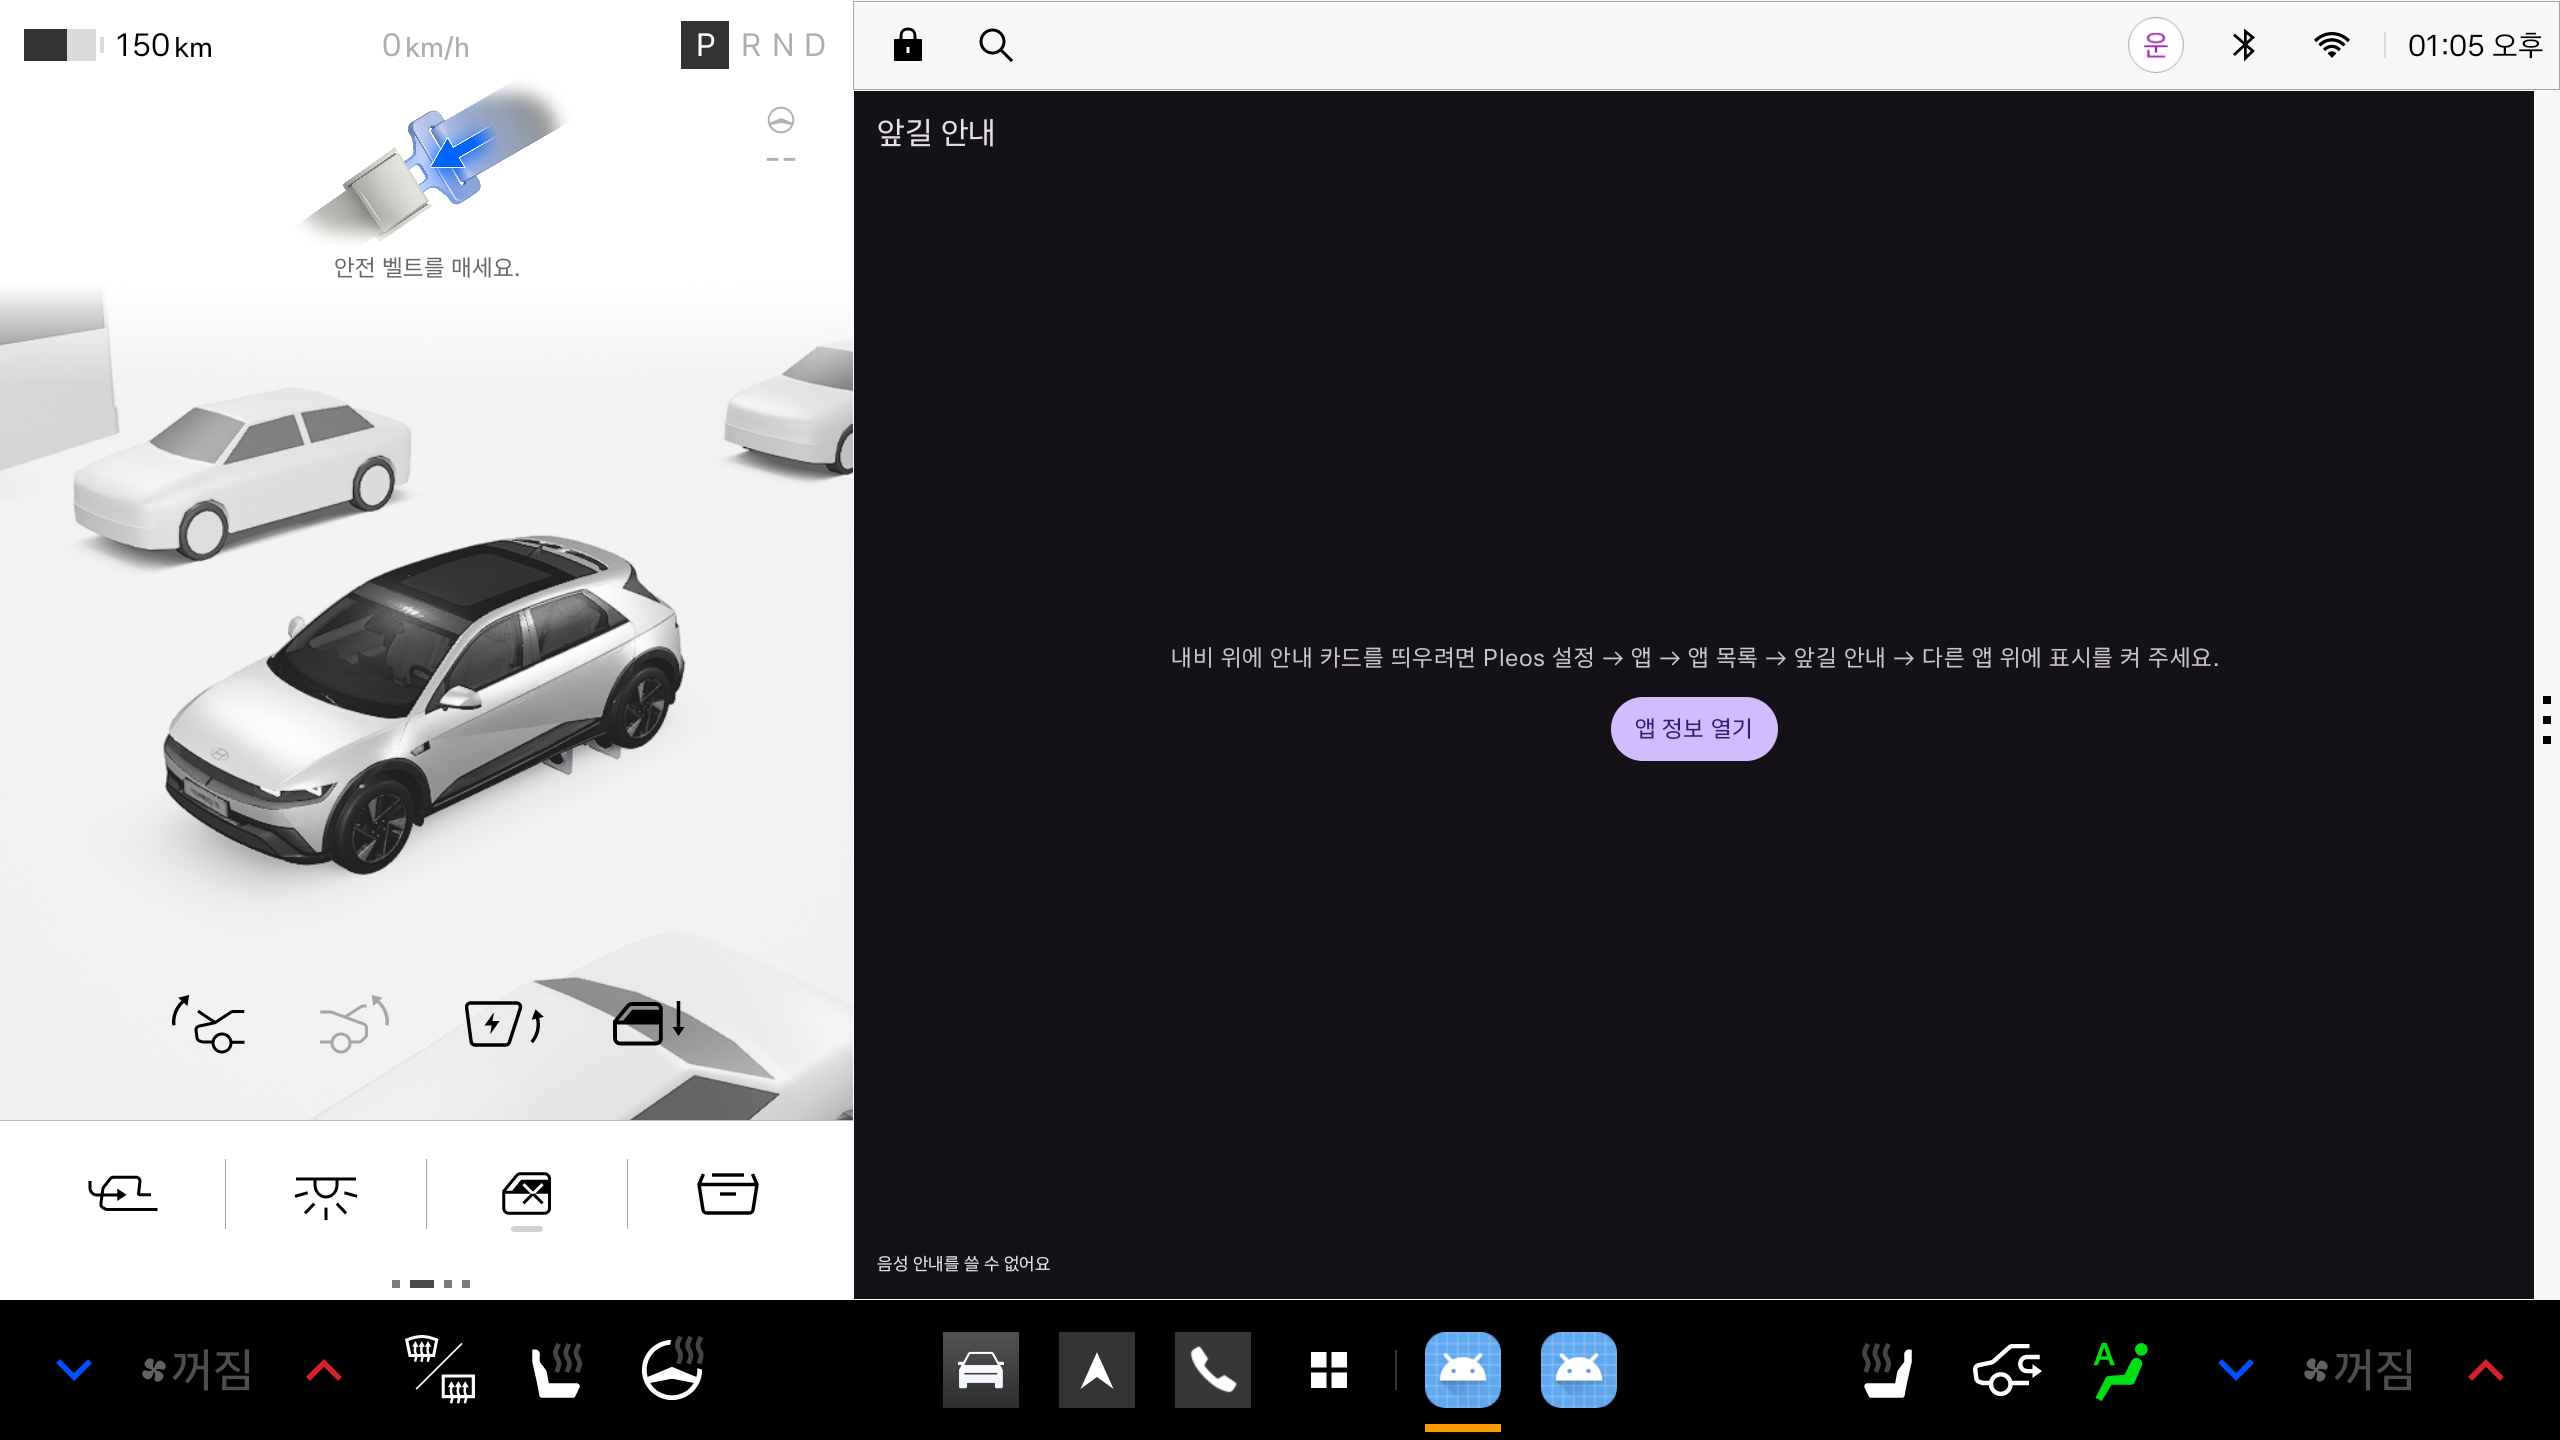 150 km
0 km/h
P R N D
운
01:05 오후
안전 벨트를 매세요.
앞길 안내
내비 위에 안내 카드를 띄우려면 Pleos 설정 → 앱 → 앱 목록 → 앞길 안내 → 다른 앱 위에 표시를 켜 주세요.
앱 정보 열기
음성 안내를 쓸 수 없어요
꺼짐
A
꺼짐